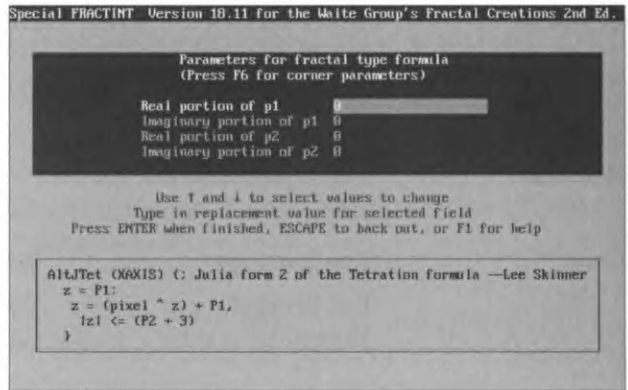 Special FRACTINT Version 18.11 for the Waite Group's Fractal Creations 2nd Ed.
Parameters for fractal type formula
(Press F6 for corner parameters)
Real portion of p1 0
Imaginary portion of p1 0
Real portion of p2 0
Imaginary portion of p2 0
Use ↑ and ↓ to select values to change
Type in replacement value for selected field
Press ENTER when finished, ESCAPE to back out, or F1 for help
AltJTet (XAXIS) {; Julia form 2 of the Tetration formula —Lee Skinner
z = P1:
z = (pixel ^ z) + P1,
|z| <= (P2 + 3)
}